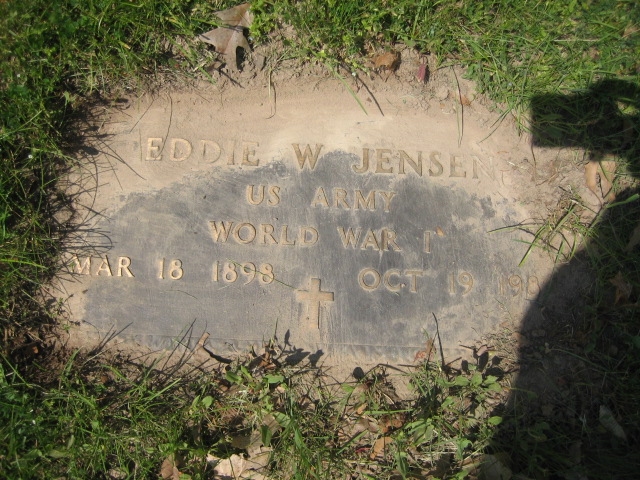 EDDIE W JENSEN
US ARMY
WORLD WAR I
MAR 18 1898 OCT 19